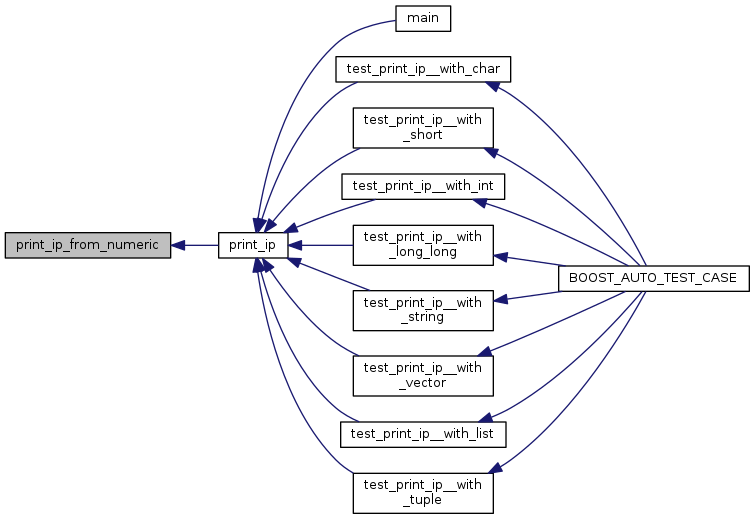 main
test_print_ip__with_char
test_print_ip__with
_short
test_print_ip__with_int
print_ip_from_numeric
print_ip
test_print_ip__with
_long_long
BOOST_AUTO_TEST_CASE
test_print_ip__with
_string
test_print_ip__with
_vector
test_print_ip__with_list
test_print_ip__with
_tuple